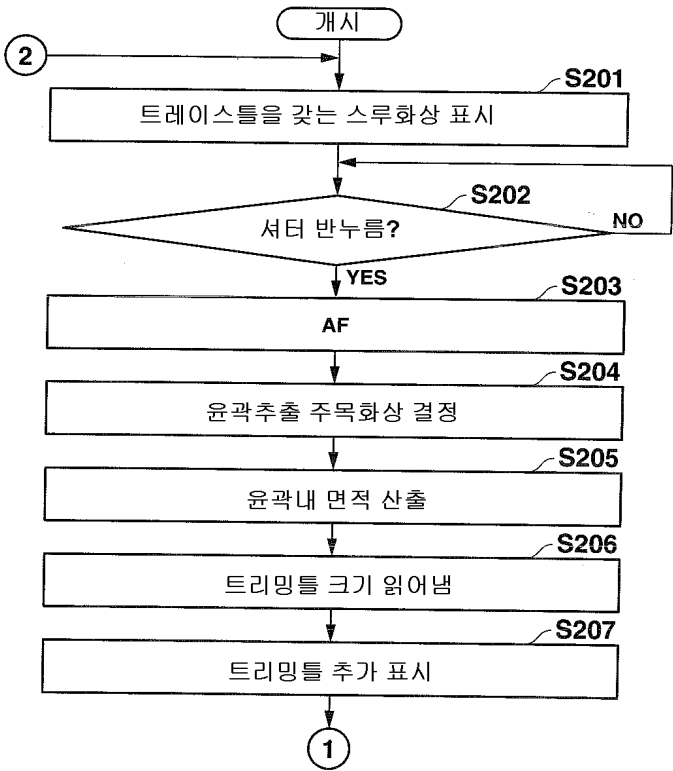 개시
2
S201
트레이스틀을 갖는 스루화상 표시
S202
셔터 반누름?
NO
YES
S203
AF
S204
윤곽추출 주목화상 결정
S205
윤곽내 면적 산출
S206
트리밍틀 크기 읽어냄
S207
트리밍틀 추가 표시
1